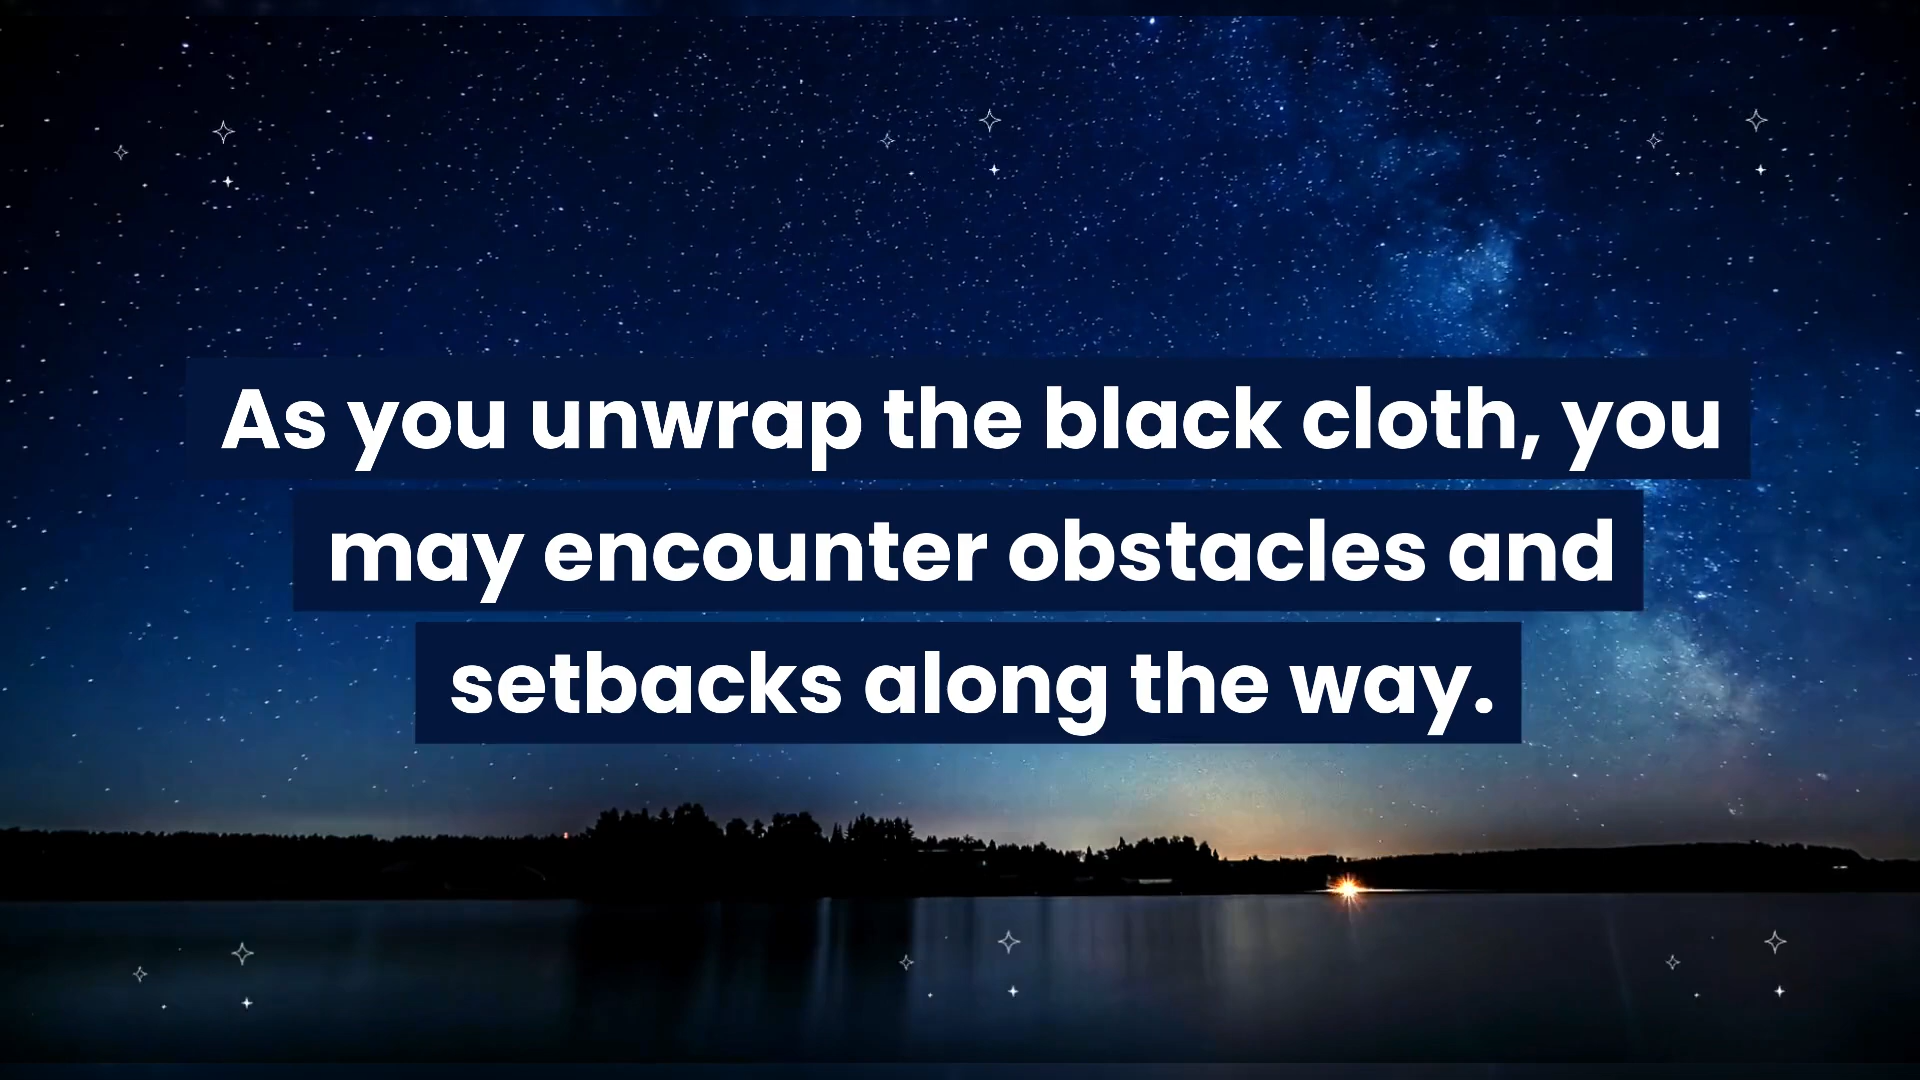 As you unwrap the black cloth, you
may encounter obstacles and
setbacks along the way.